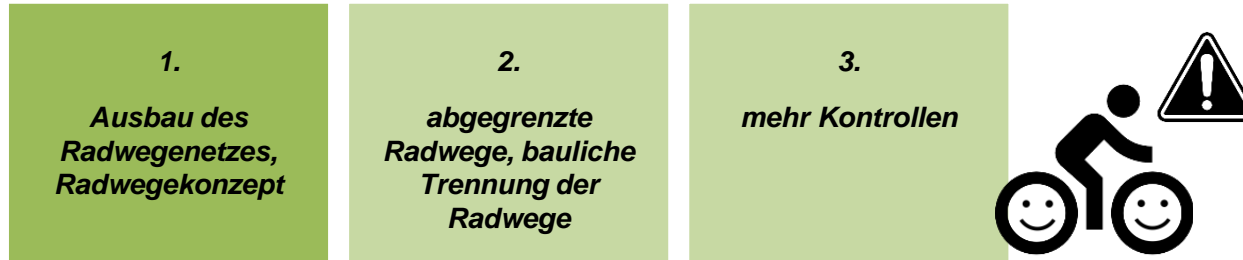 1.
Ausbau des
Radwegenetzes,
Radwegekonzept
2.
abgegrenzte
Radwege, bauliche
Trennung der
Radwege
3.
mehr Kontrollen
!